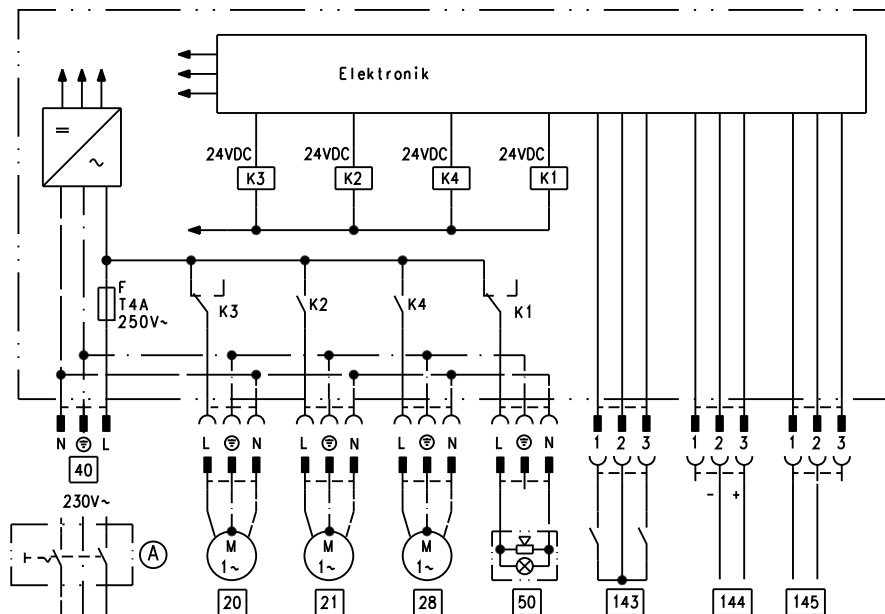 Elektronik
=
~
24VDC 24VDC 24VDC 24VDC
K3 K2 K4 K1
F
T4A
250V~
K3 K2 K4 K1
N L L N L N L N L N 1 2 3 1 2 3 1 2 3
40
230V~
- +
A
M M M
1~ 1~ 1~
20 21 28 50 143 144 145